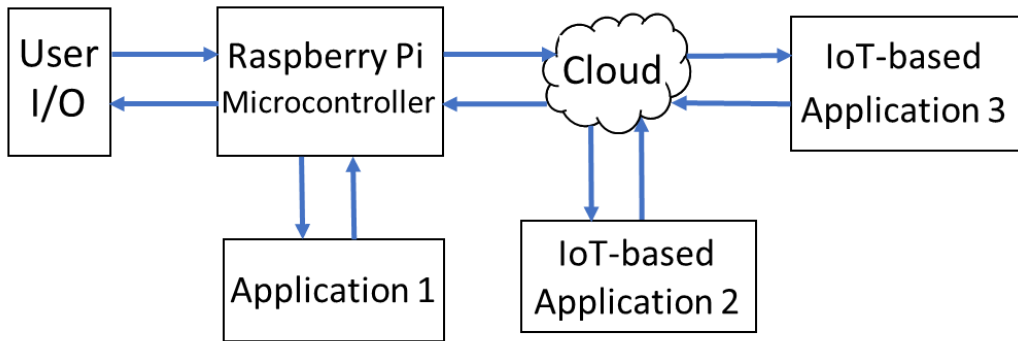 User
I/O
Raspberry Pi
Microcontroller
Cloud
IoT-based
Application 3
Application 1
IoT-based
Application 2